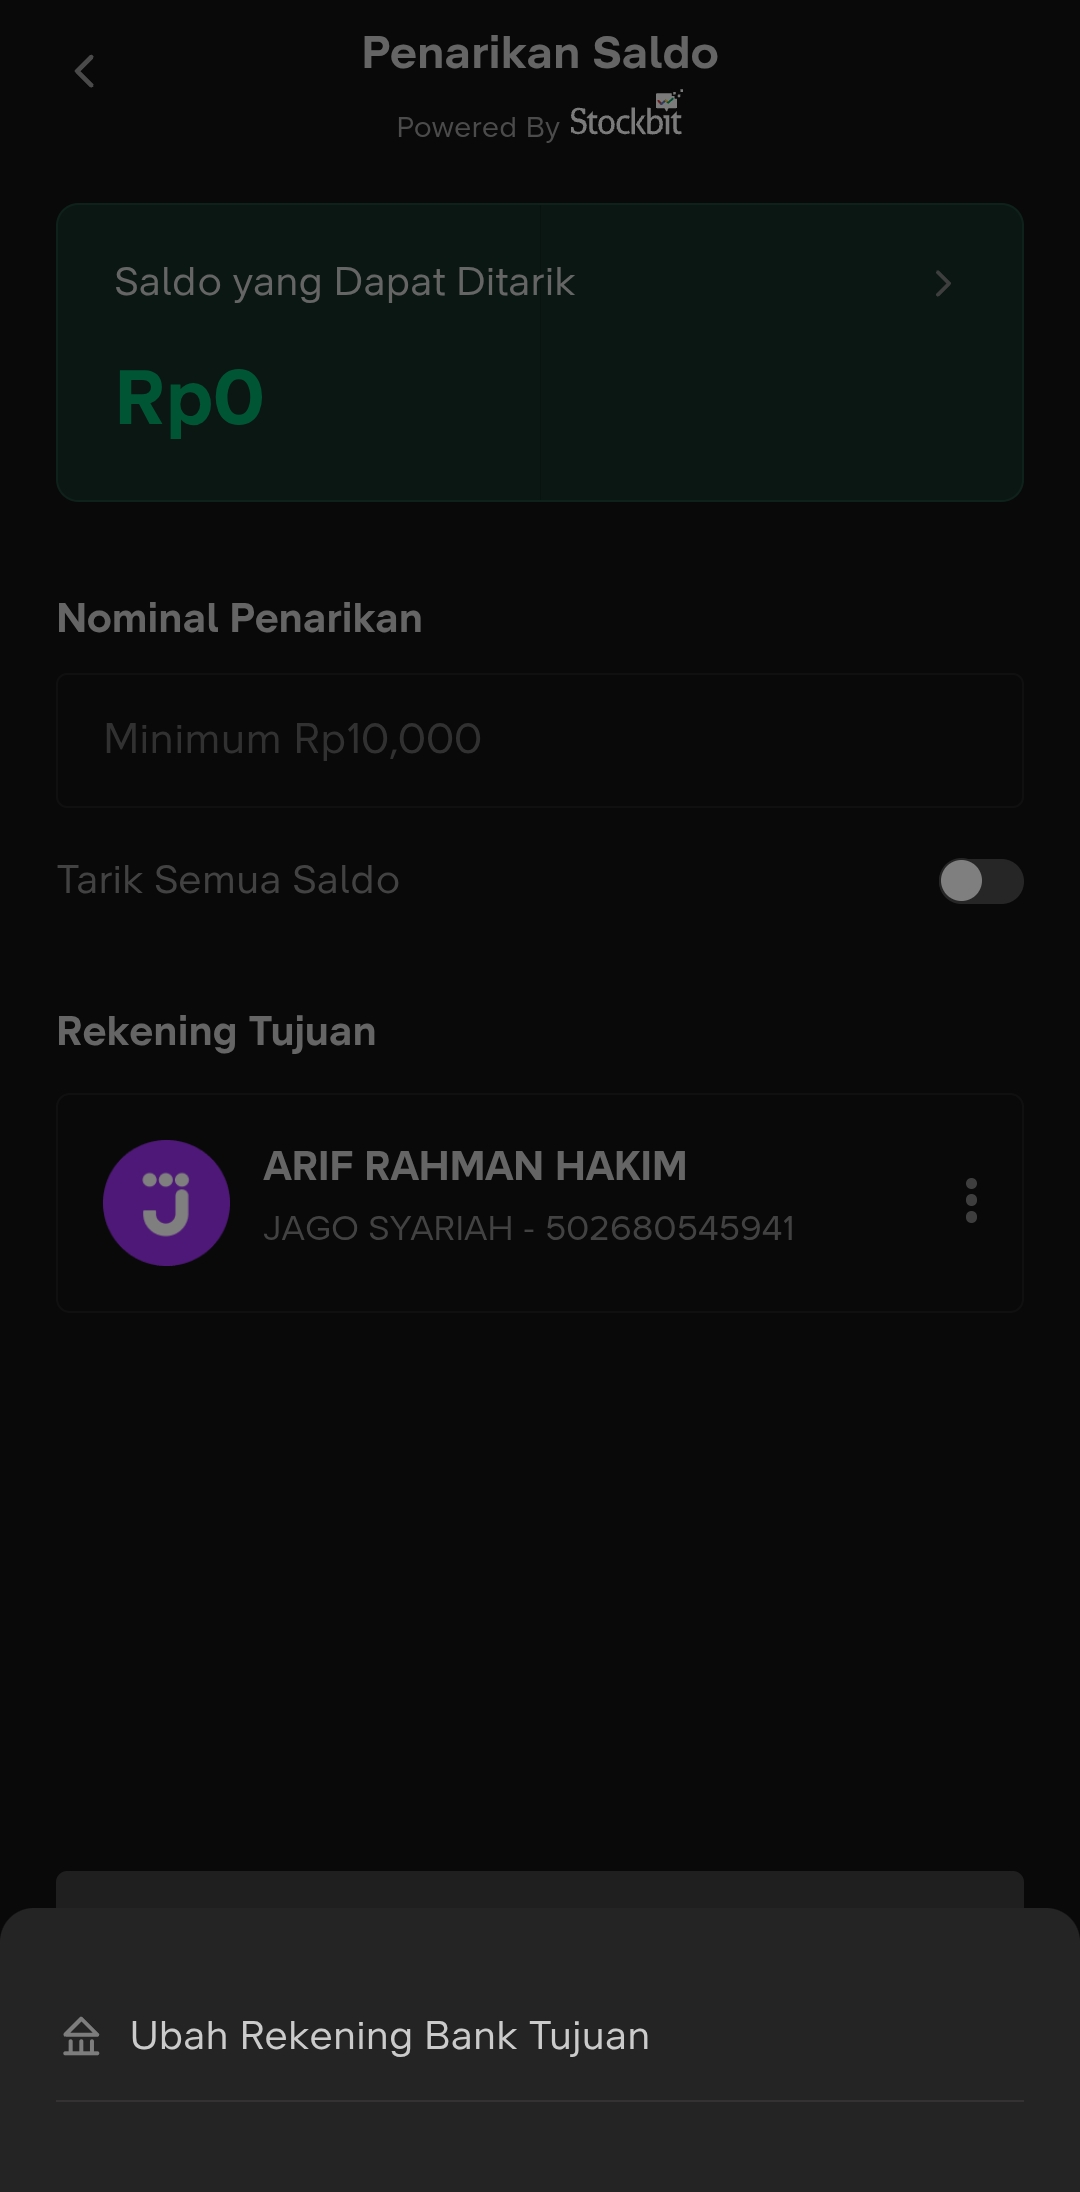 Penarikan Saldo
Powered By Stockbit
Saldo yang Dapat Ditarik
Rp0
Nominal Penarikan
Minimum Rp10,000
Tarik Semua Saldo
Rekening Tujuan
ARIF RAHMAN HAKIM
JAGO SYARIAH - 502680545941
Ubah Rekening Bank Tujuan